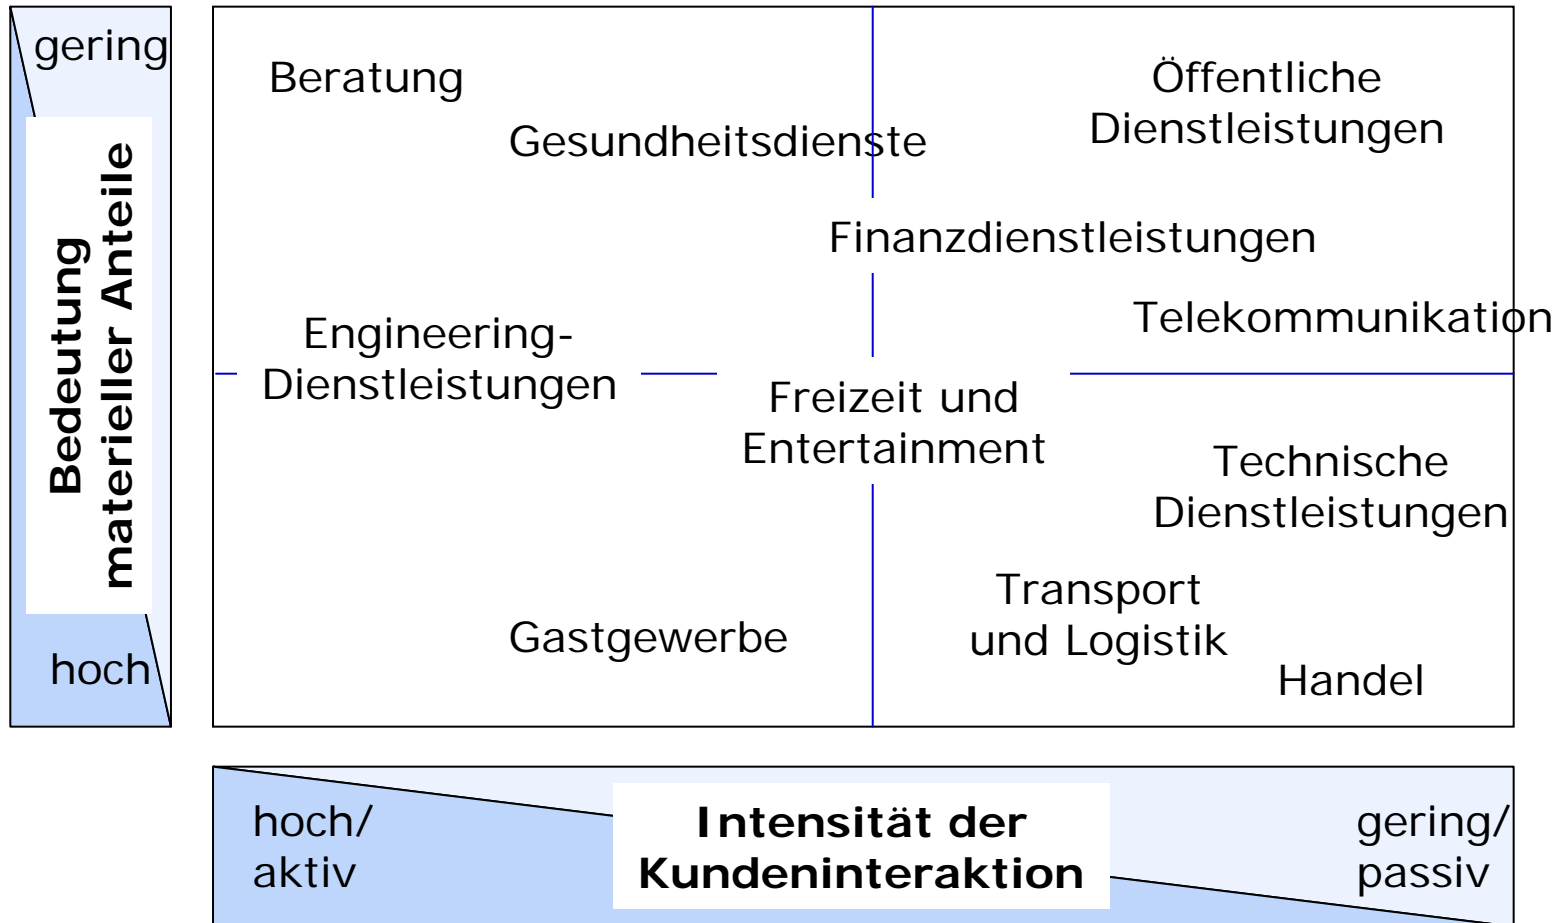 gering
Bedeutung
materieller Anteile
hoch
Beratung
Öffentliche
Dienstleistungen
Gesundheitsdienste
Finanzdienstleistungen
Telekommunikation
Engineering-
Dienstleistungen
Freizeit und
Entertainment
Technische
Dienstleistungen
Transport
und Logistik
Gastgewerbe
Handel
hoch/
aktiv
Intensität der
Kundeninteraktion
gering/
passiv